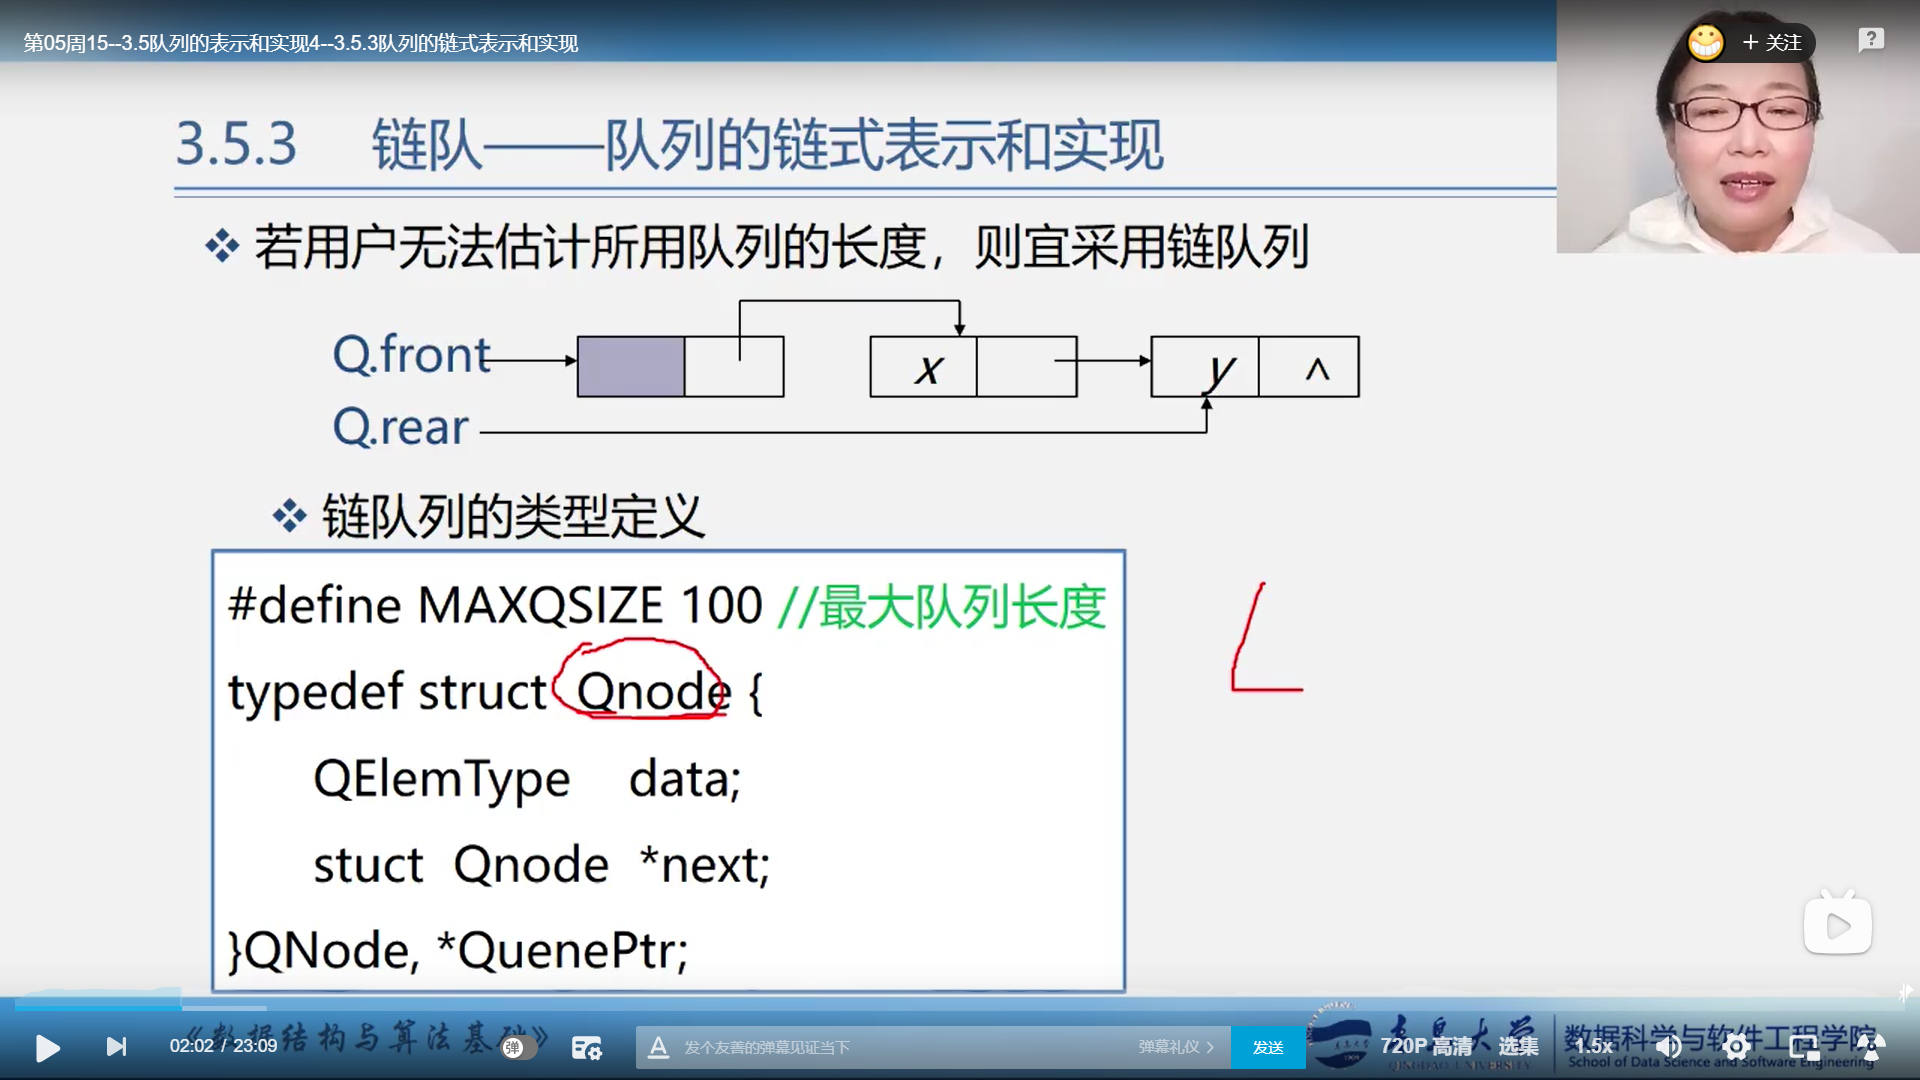 第05周15--3.5队列的表示和实现4--3.5.3队列的链式表示和实现
+ 关注
3.5.3 链队——队列的链式表示和实现
❖ 若用户无法估计所用队列的长度，则宜采用链队列
Q.front
x
y ^
Q.rear
❖ 链队列的类型定义
#define MAXQSIZE 100 //最大队列长度
typedef struct Qnode {
QElemType data;
stuct Qnode *next;
}QNode, *QuenePtr;
《数据结构与算法基础》
02:02 / 23:09
弹
发个友善的弹幕见证当下
弹幕礼仪
发送
青岛大学
QINGDAO UNIVERSITY
720P 高清
选集
1.5x
数据科学与软件工程学院
School of Data Science and Software Engineering